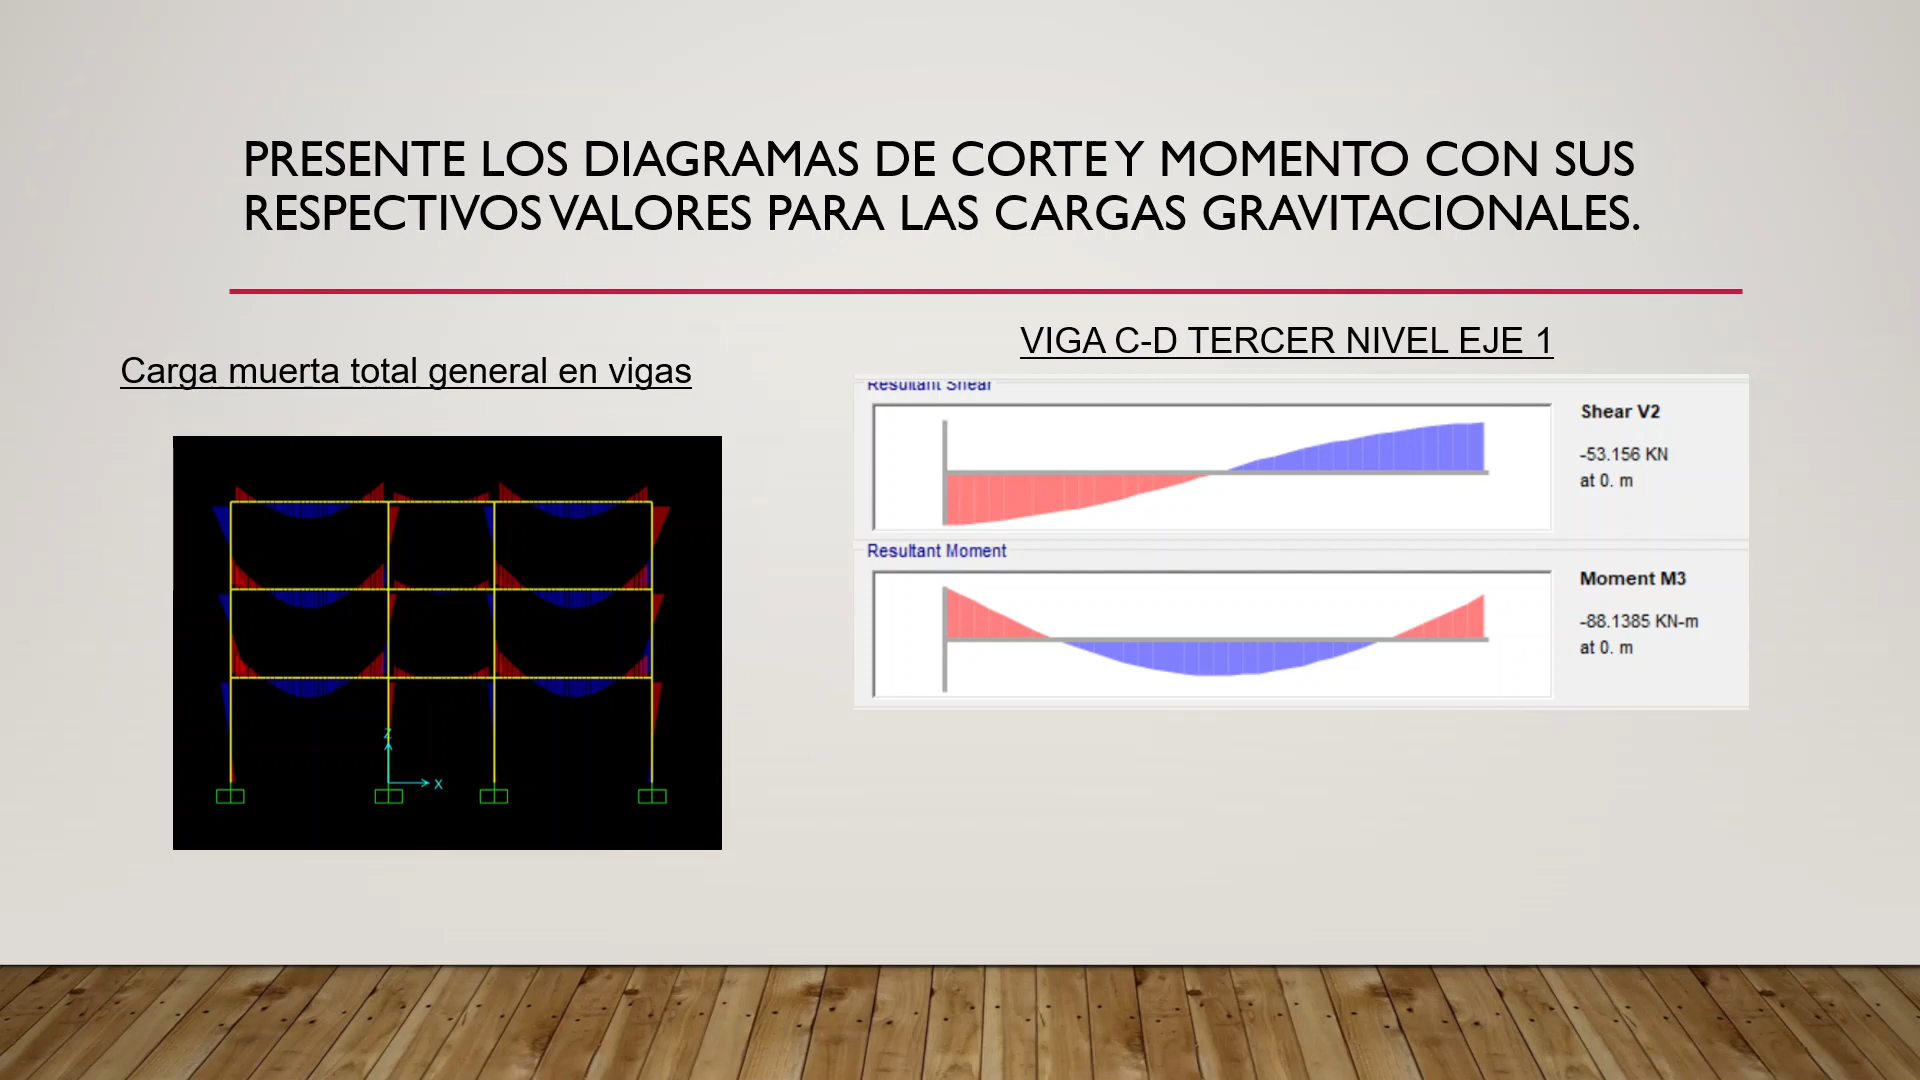 PRESENTE LOS DIAGRAMAS DE CORTE Y MOMENTO CON SUS
RESPECTIVOS VALORES PARA LAS CARGAS GRAVITACIONALES.
Carga muerta total general en vigas
Z
X
VIGA C-D TERCER NIVEL EJE 1
Resultant Shear
Shear V2
-53.156 KN
at 0. m
Resultant Moment
Moment M3
-88.1385 KN-m
at 0. m